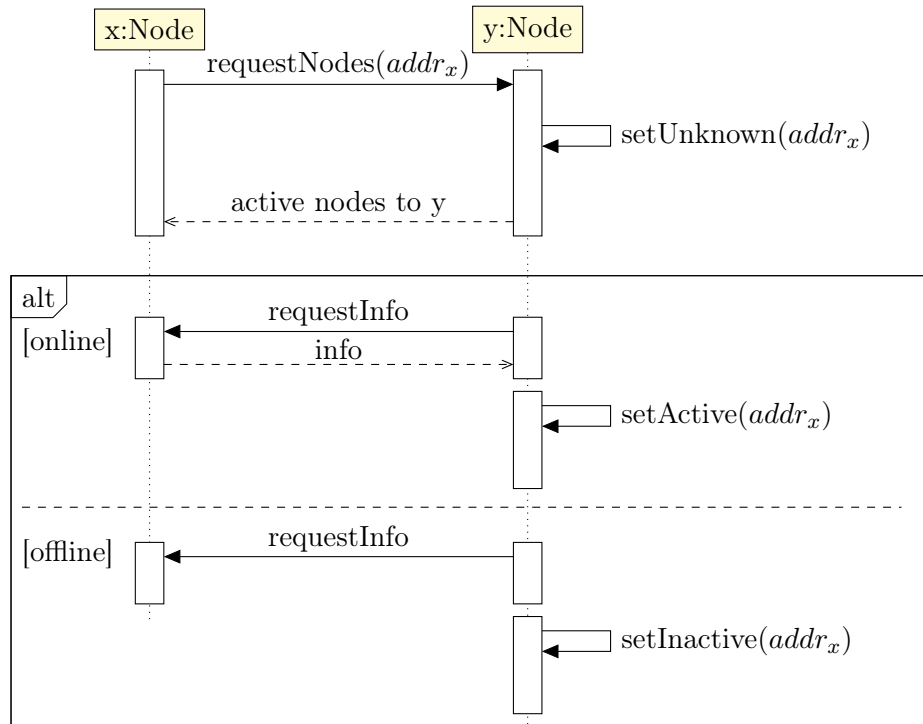 x:Node
y:Node
requestNodes(addr_x)
setUnknown(addr_x)
active nodes to y
alt
requestInfo
[online]
info
setActive(addr_x)
requestInfo
[offline]
setInactive(addr_x)